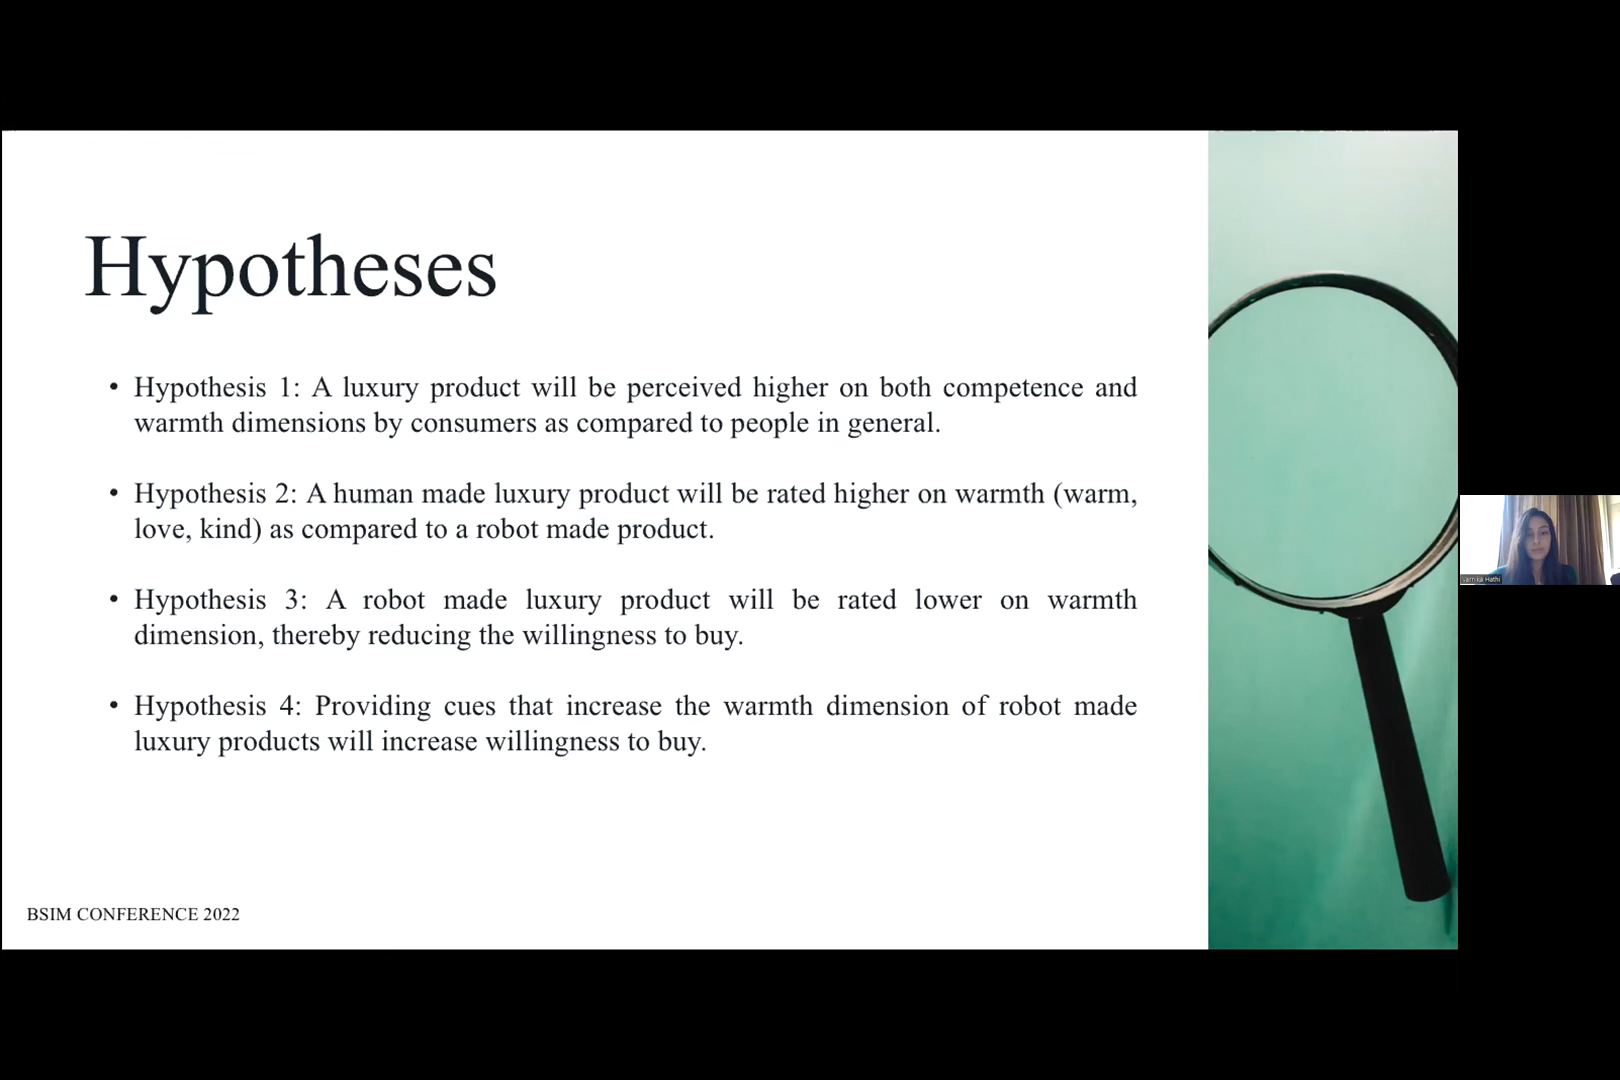 Hypotheses
• Hypothesis 1: A luxury product will be perceived higher on both competence and
warmth dimensions by consumers as compared to people in general.
• Hypothesis 2: A human made luxury product will be rated higher on warmth (warm,
love, kind) as compared to a robot made product.
• Hypothesis 3: A robot made luxury product will be rated lower on warmth
dimension, thereby reducing the willingness to buy.
• Hypothesis 4: Providing cues that increase the warmth dimension of robot made
luxury products will increase willingness to buy.
Hathi
BSIM CONFERENCE 2022